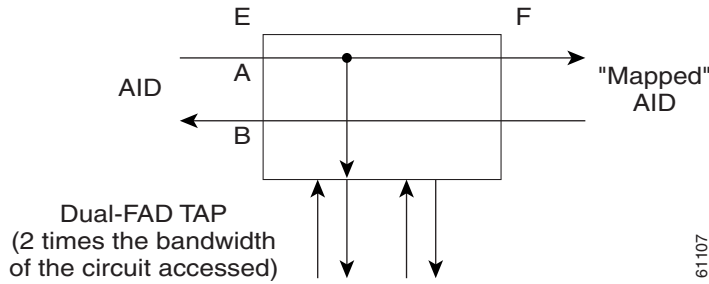 E
F
A
AID
"Mapped"
AID
B
Dual-FAD TAP
(2 times the bandwidth
of the circuit accessed)
61107